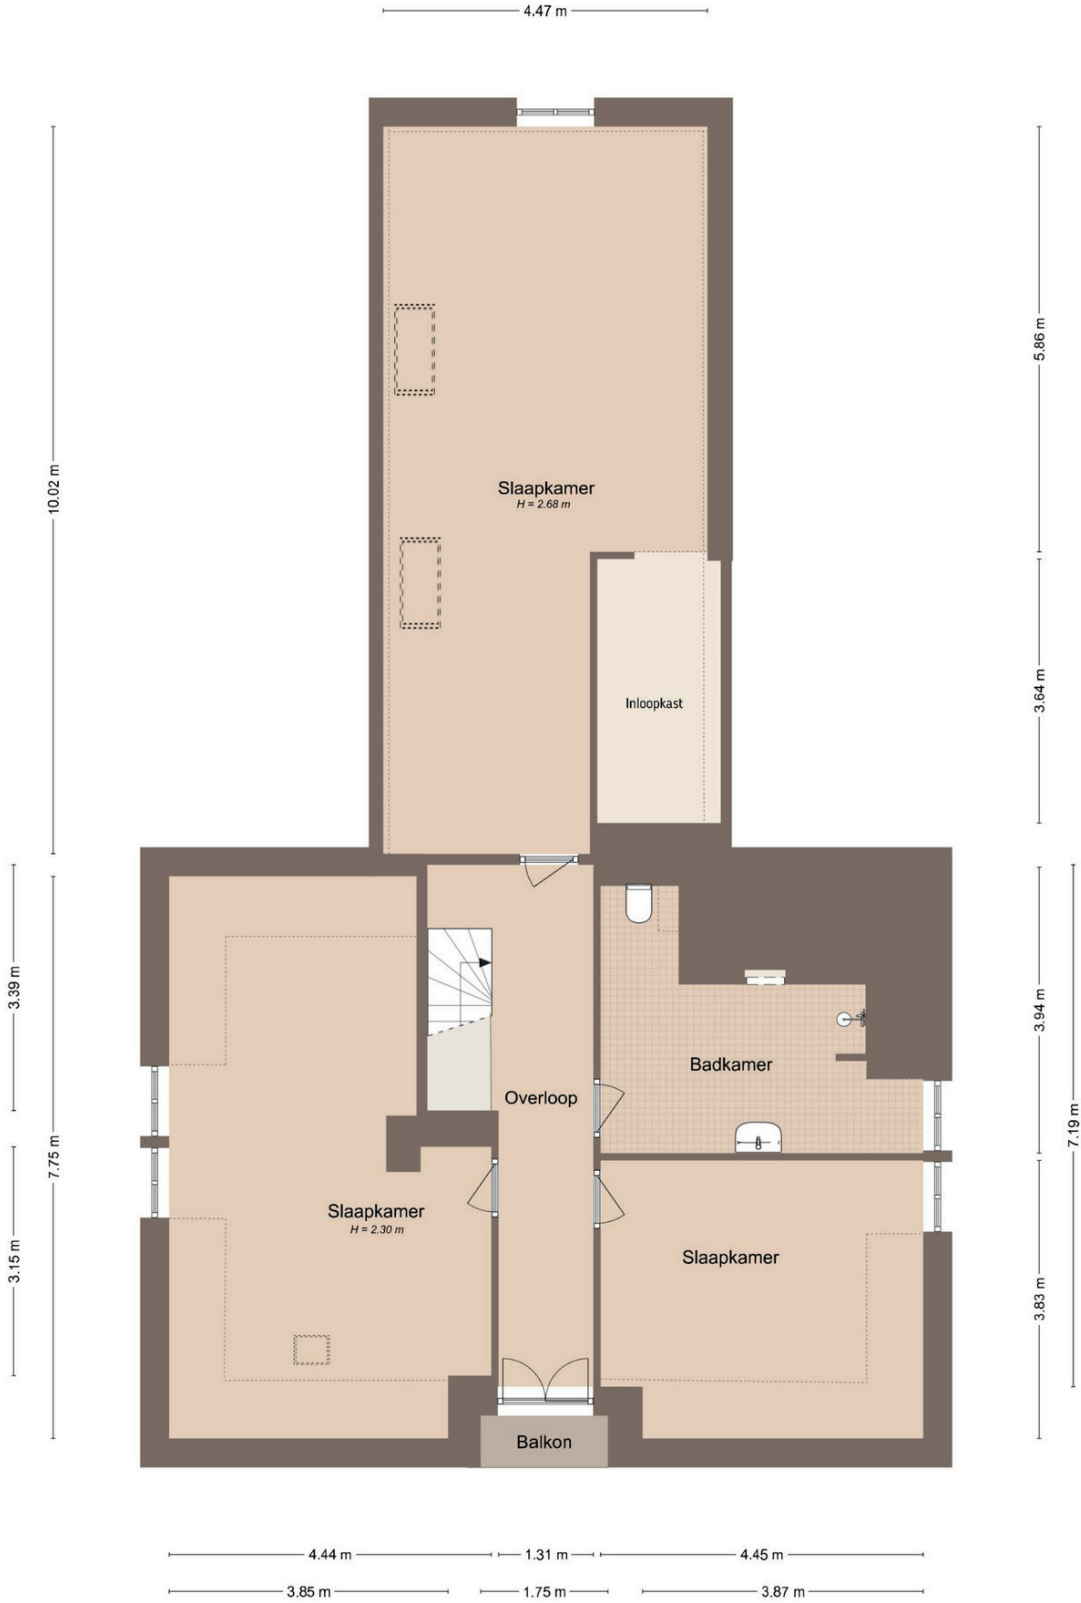 4.47 m
10.02 m
5.86 m
Slaapkamer
H = 2.68 m
3.64 m
Inloopkast
3.39 m
7.75 m
3.94 m
7.19 m
Badkamer
Overloop
Slaapkamer
H = 2.30 m
3.15 m
Slaapkamer
3.83 m
Balkon
4.44 m
1.31 m
4.45 m
3.85 m
1.75 m
3.87 m